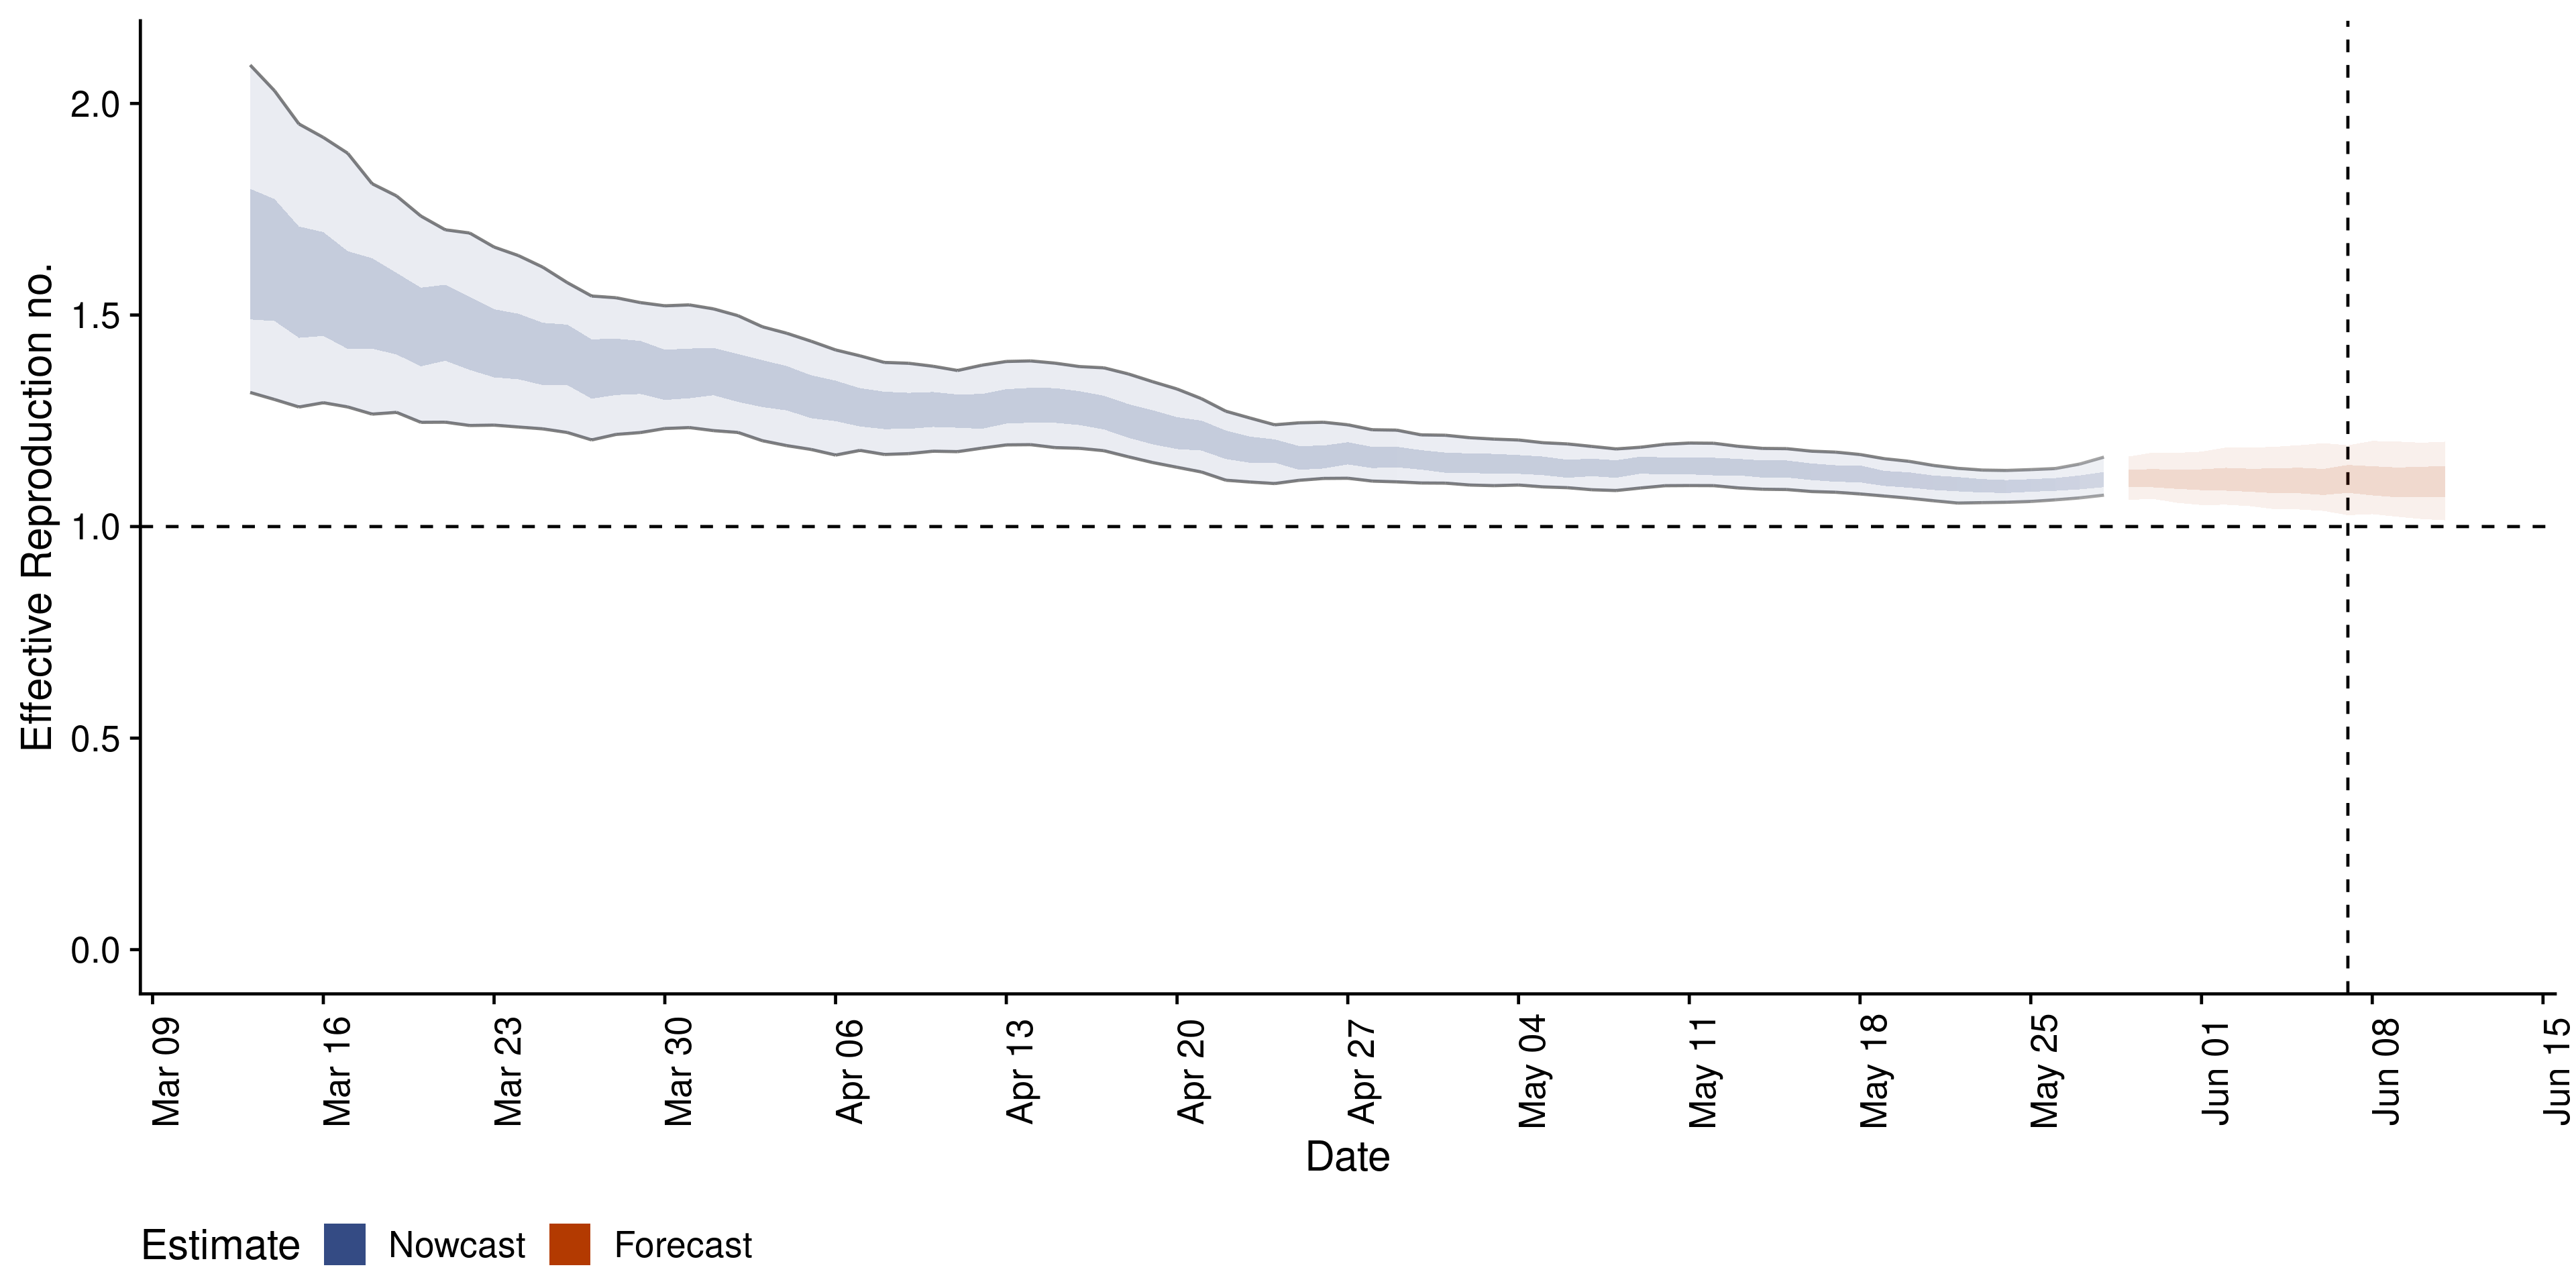 Effective Reproduction no.
2.0
1.5
1.0
0.5
0.0
Mar 09
Mar 16
Mar 23
Mar 30
Apr 06
Apr 13
Apr 20
Apr 27
May 04
May 11
May 18
May 25
Jun 01
Jun 08
Jun 15
Date
Estimate Nowcast Forecast